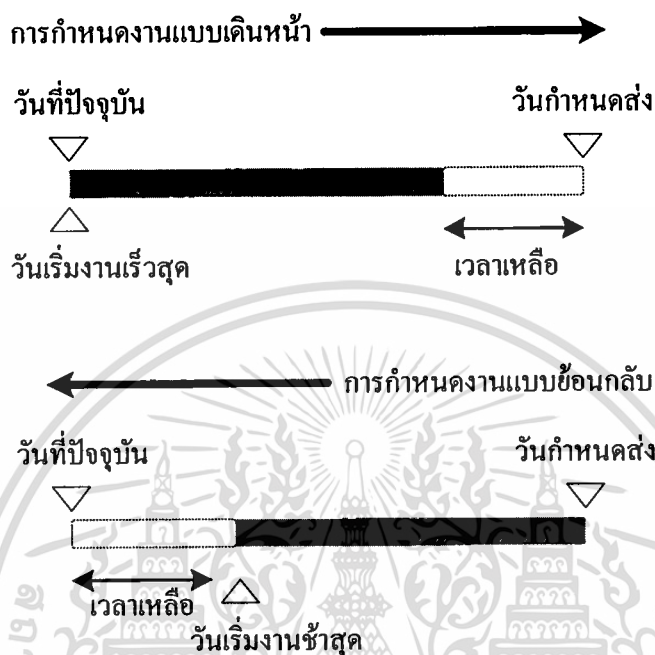 การกำหนดงานแบบเดินหน้า
วันที่ปัจจุบัน วันกำหนดส่ง
วันเริ่มงานเร็วสุด เวลาเหลือ
การกำหนดงานแบบย้อนกลับ
วันที่ปัจจุบัน วันกำหนดส่ง
เวลาเหลือ
วันเริ่มงานช้าสุด